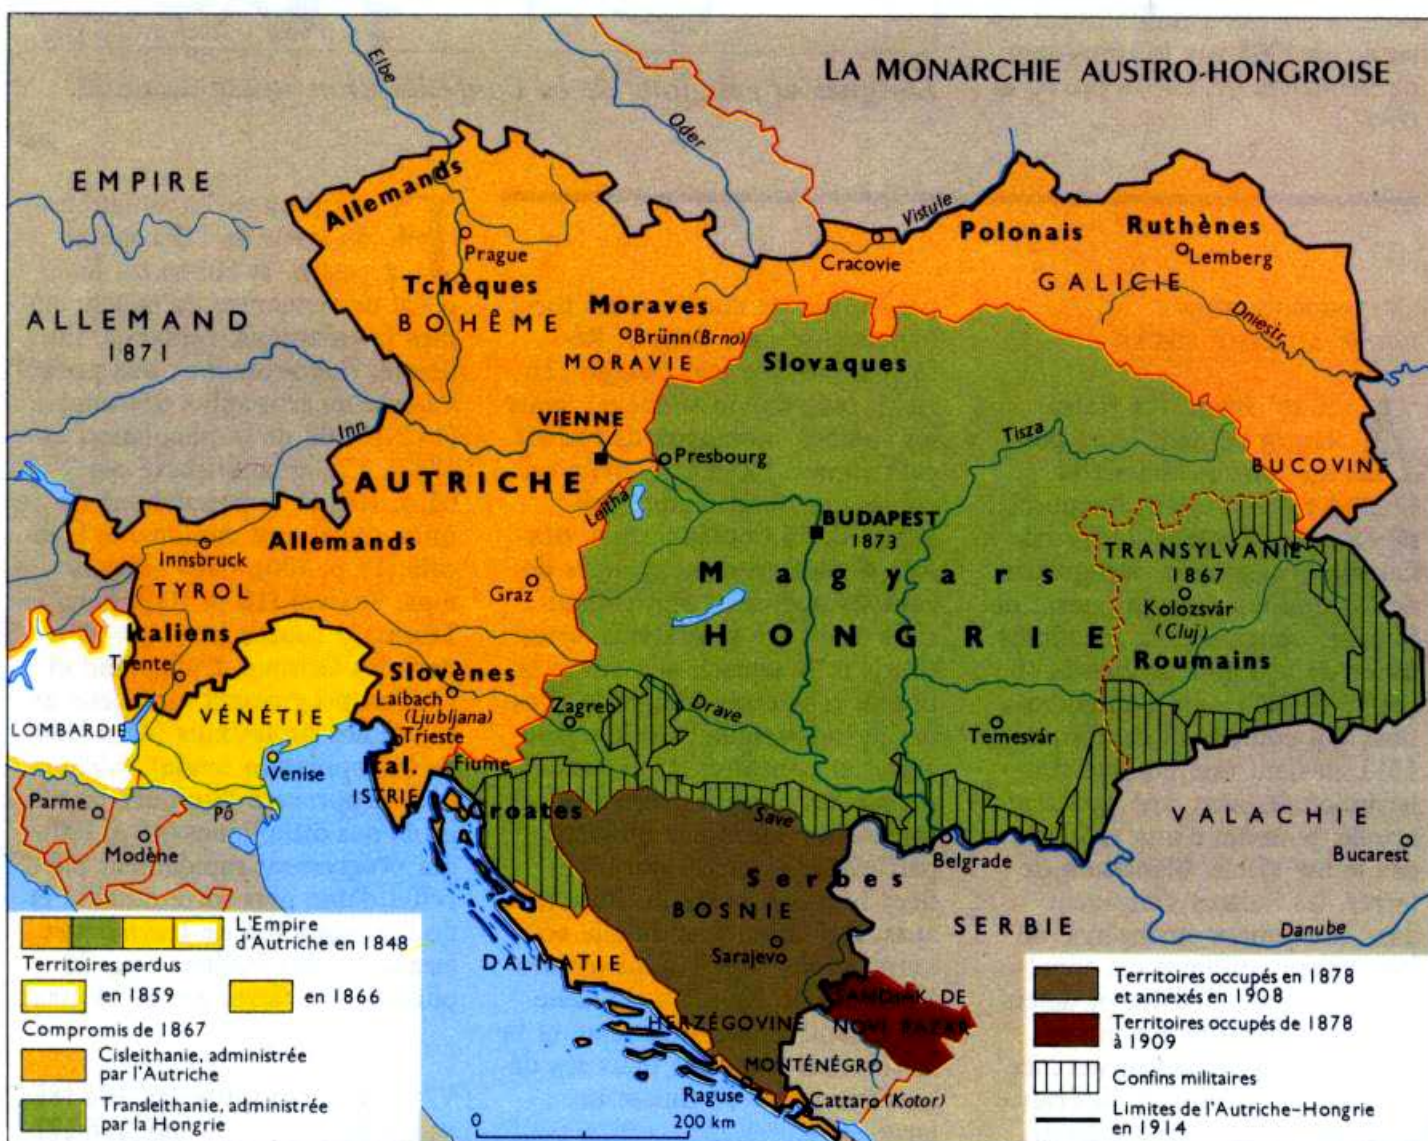 LA MONARCHIE AUSTRO-HONGROISE
Elbe
Oder
EMPIRE
ALLEMAND
1871
Allemands
Prague
Tchèques
BOHÊME
Moraves
Brünn (Brno)
MORAVIE
Vistule
Cracovie
Polonais
Ruthènes
Lemberg
GALICIE
Dniestr
Slovaques
Inn
VIENNE
Presbourg
Tisza
BUCOVINE
AUTRICHE
Leitha
BUDAPEST
1873
Allemands
Innsbruck
TYROL
Graz
Magyars
HONGRIE
TRANSYLVANIE
1867
Kolozsvár
(Cluj)
Roumains
Italiens
Trente
Slovènes
Laibach
(Ljubljana)
Zagreb
Drave
Temesvár
LOMBARDIE
VÉNÉTIE
Venise
Trieste
Ital.
ISTRIE
Fiume
Croates
Save
Belgrade
VALACHIE
Bucarest
Parme
Pô
Modène
Serbes
BOSNIE
Sarajevo
SERBIE
Danube
DALMATIE
HERZÉGOVINE
SANDJAK DE
NOVI BAZAR
MONTÉNÉGRO
Raguse
Cattaro (Kotor)
0 200 km
L'Empire
d'Autriche en 1848
Territoires perdus
en 1859
en 1866
Compromis de 1867
Cisleithanie, administrée
par l'Autriche
Transleithanie, administrée
par la Hongrie
Territoires occupés en 1878
et annexés en 1908
Territoires occupés de 1878
à 1909
Confins militaires
Limites de l'Autriche-Hongrie
en 1914